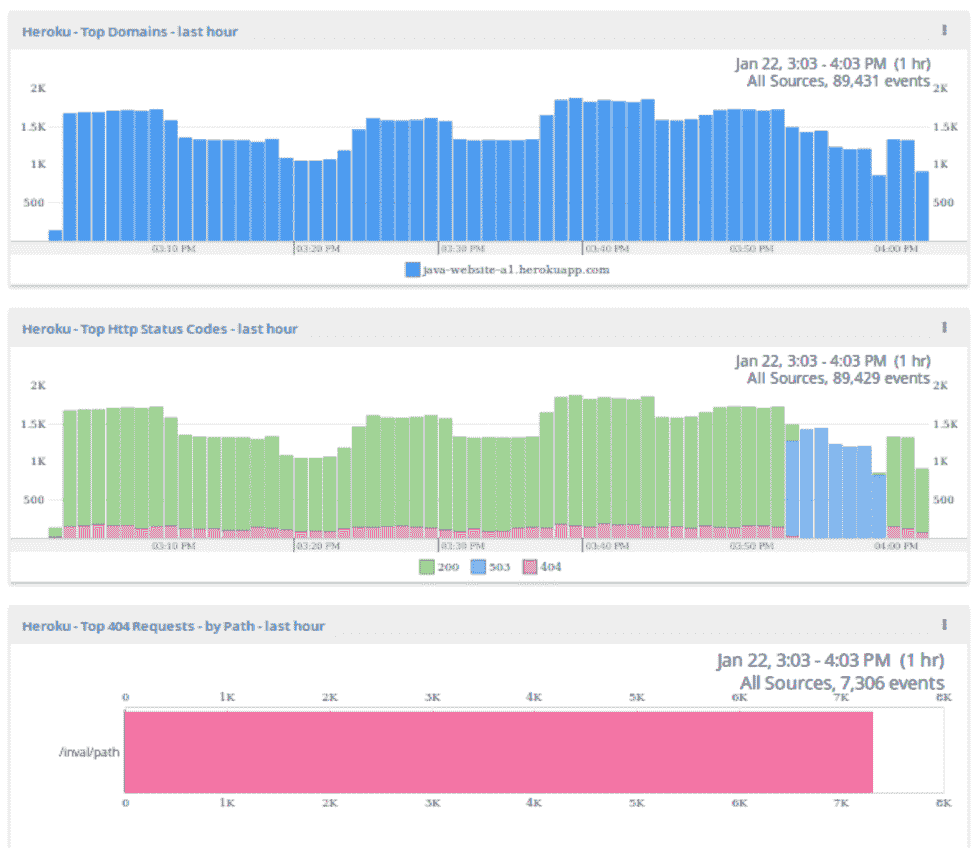 Heroku - Top Domains - last hour
Jan 22, 3:03 - 4:03 PM (1 hr)
All Sources, 89,431 events
2K 2K
1.5K 1.5K
1K 1K
500 500
03:10 PM 03:20 PM 03:30 PM 03:40 PM 03:50 PM 04:00 PM
java-website-a1.herokuapp.com
Heroku - Top Http Status Codes - last hour
Jan 22, 3:03 - 4:03 PM (1 hr)
All Sources, 89,429 events
2K 2K
1.5K 1.5K
1K 1K
500 500
03:10 PM 03:20 PM 03:30 PM 03:40 PM 03:50 PM 04:00 PM
200 503 404
Heroku - Top 404 Requests - by Path - last hour
Jan 22, 3:03 - 4:03 PM (1 hr)
All Sources, 7,306 events
0 1K 2K 3K 4K 5K 6K 7K 8K
/inval/path
0 1K 2K 3K 4K 5K 6K 7K 8K